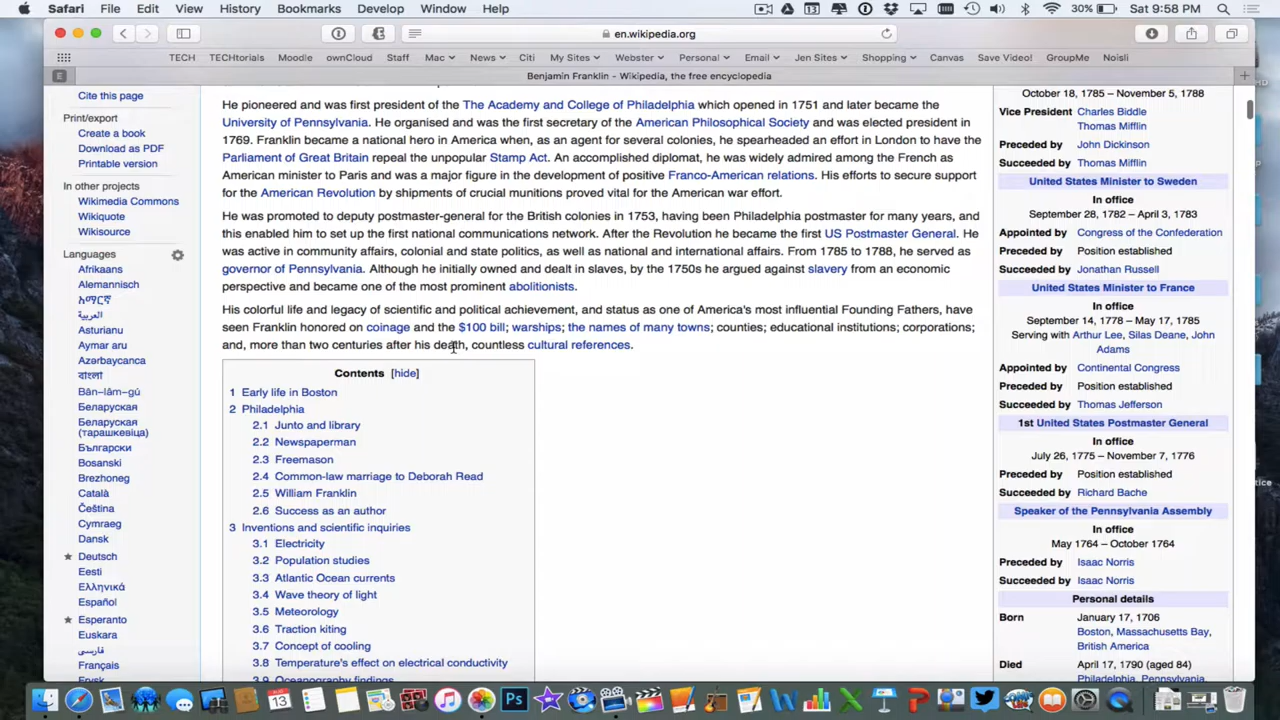 Safari File Edit View History Bookmarks Develop Window Help 30% Sat 9:58 PM
en.wikipedia.org
TECH TECHtorials Moodle ownCloud Staff Mac News Citi My Sites Webster Personal Email Jen Sites Shopping Canvas Save Video! GroupMe Noisli
E Benjamin Franklin - Wikipedia, the free encyclopedia
Cite this page
Print/export
Create a book
Download as PDF
Printable version
In other projects
Wikimedia Commons
Wikiquote
Wikisource
Languages
Afrikaans
Alemannisch
አማርኛ
العربية
Asturianu
Aymar aru
Azərbaycanca
বাংলা
Bân-lâm-gú
Беларуская
Беларуская
(тарашкевіца)
Български
Bosanski
Brezhoneg
Català
Čeština
Cymraeg
Dansk
Deutsch
Eesti
Ελληνικά
Español
Esperanto
Euskara
فارسی
Français
Frysk
He pioneered and was first president of the The Academy and College of Philadelphia which opened in 1751 and later became the
University of Pennsylvania. He organized and was the first secretary of the American Philosophical Society and was elected president in
1769. Franklin became a national hero in America when, as an agent for several colonies, he spearheaded an effort in London to have the
Parliament of Great Britain repeal the unpopular Stamp Act. An accomplished diplomat, he was widely admired among the French as
American minister to Paris and was a major figure in the development of positive Franco-American relations. His efforts to secure support
for the American Revolution by shipments of crucial munitions proved vital for the American war effort.
He was promoted to deputy postmaster-general for the British colonies in 1753, having been Philadelphia postmaster for many years, and
this enabled him to set up the first national communications network. After the Revolution he became the first US Postmaster General. He
was active in community affairs, colonial and state politics, as well as national and international affairs. From 1785 to 1788, he served as
governor of Pennsylvania. Although he initially owned and dealt in slaves, by the 1750s he argued against slavery from an economic
perspective and became one of the most prominent abolitionists.
His colorful life and legacy of scientific and political achievement, and status as one of America's most influential Founding Fathers, have
seen Franklin honored on coinage and the $100 bill; warships; the names of many towns; counties; educational institutions; corporations;
and, more than two centuries after his death, countless cultural references.
Contents [hide]
1 Early life in Boston
2 Philadelphia
2.1 Junto and library
2.2 Newspaperman
2.3 Freemason
2.4 Common-law marriage to Deborah Read
2.5 William Franklin
2.6 Success as an author
3 Inventions and scientific inquiries
3.1 Electricity
3.2 Population studies
3.3 Atlantic Ocean currents
3.4 Wave theory of light
3.5 Meteorology
3.6 Traction kiting
3.7 Concept of cooling
3.8 Temperature's effect on electrical conductivity
3.9 Oceanography findings
October 18, 1785 – November 5, 1788
Vice President Charles Biddle
Thomas Mifflin
Preceded by John Dickinson
Succeeded by Thomas Mifflin
United States Minister to Sweden
In office
September 28, 1782 – April 3, 1783
Appointed by Congress of the Confederation
Preceded by Position established
Succeeded by Jonathan Russell
United States Minister to France
In office
September 14, 1778 – May 17, 1785
Serving with Arthur Lee, Silas Deane, John
Adams
Appointed by Continental Congress
Preceded by Position established
Succeeded by Thomas Jefferson
1st United States Postmaster General
In office
July 26, 1775 – November 7, 1776
Preceded by Position established
Succeeded by Richard Bache
Speaker of the Pennsylvania Assembly
In office
May 1764 – October 1764
Preceded by Isaac Norris
Succeeded by Isaac Norris
Personal details
Born January 17, 1706
Boston, Massachusetts Bay,
British America
Died April 17, 1790 (aged 84)
Philadelphia, Pennsylvania,